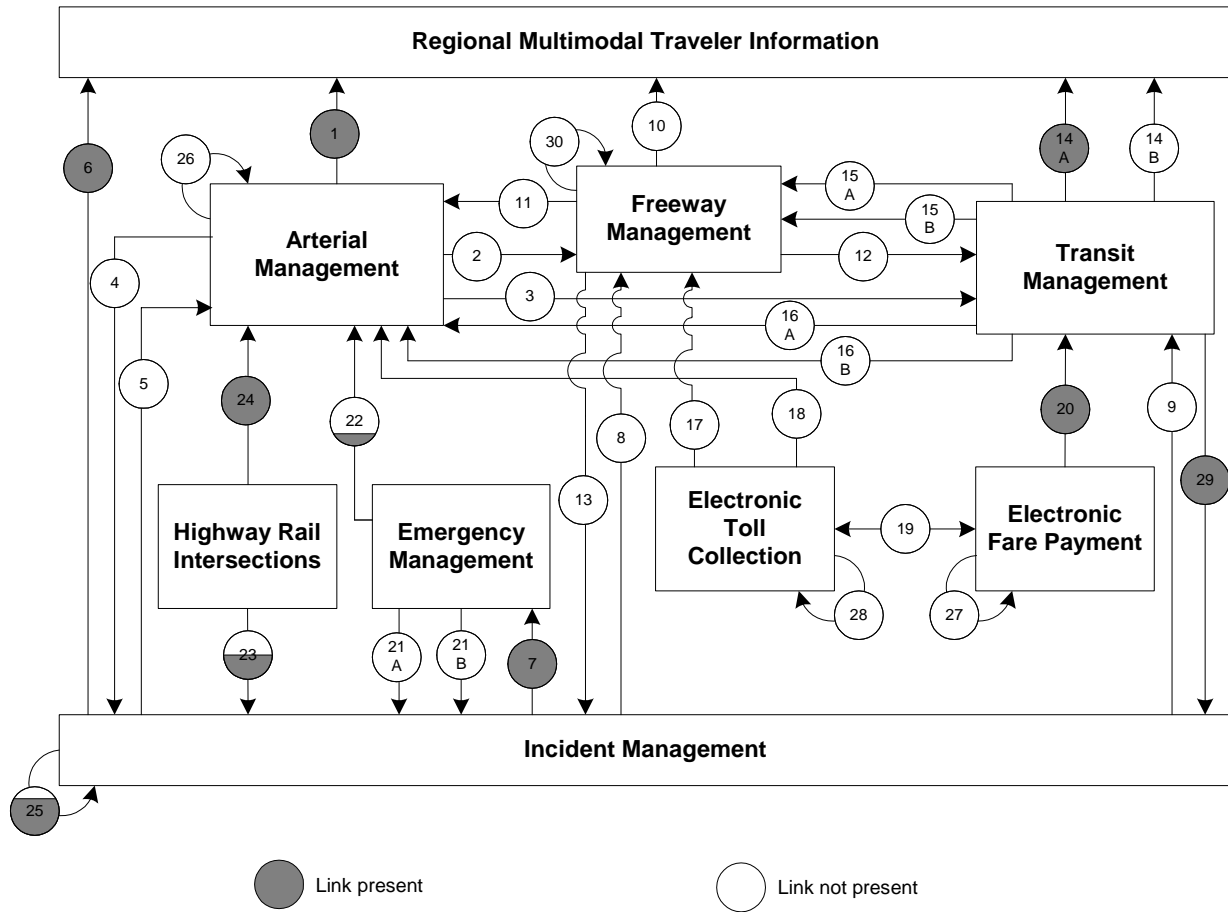 Regional Multimodal Traveler Information
1
10
14
A
14
B
6
26
30
15
A
11
Freeway
Management
15
B
Arterial
Management
2
12
Transit
Management
4
3
16
A
5
16
B
24
22
8
17
18
20
9
13
29
Highway Rail
Intersections
Emergency
Management
Electronic
Toll
Collection
19
Electronic
Fare Payment
28
27
23
21
A
21
B
7
Incident Management
25
Link present
Link not present